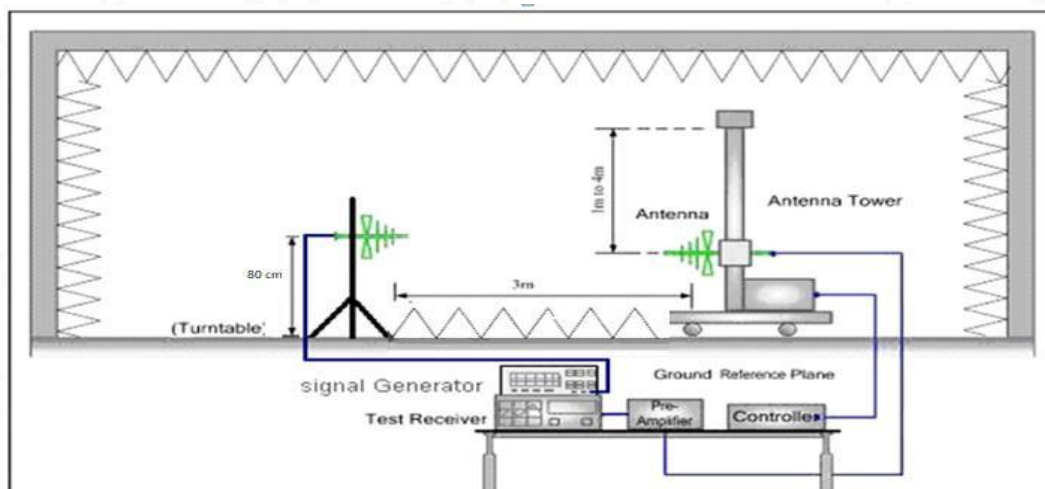 1m to 4m
Antenna
Antenna Tower
80 cm
3m
(Turntable)
signal Generator
Ground Reference Plane
Test Receiver
Pre-
Amplifier
Controller